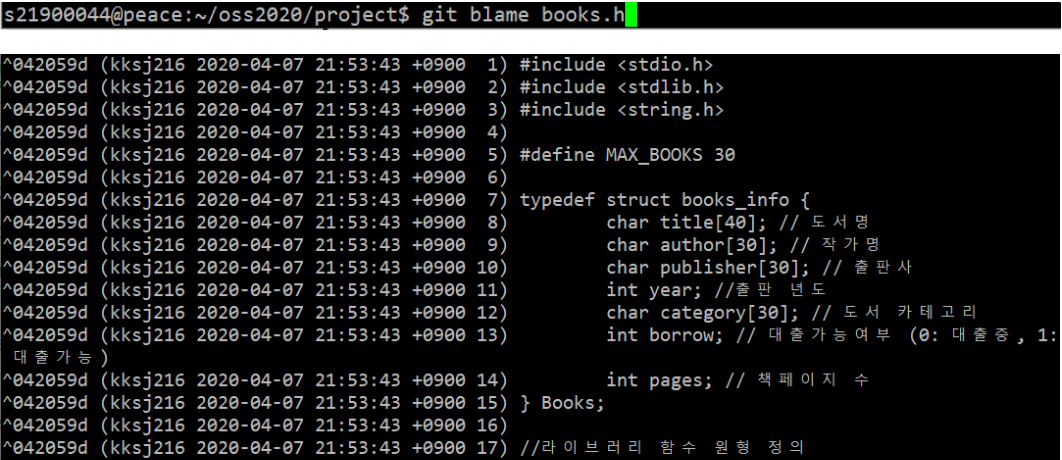 s21900044@peace:~/oss2020/project$ git blame books.h
^042059d (kksj216 2020-04-07 21:53:43 +0900  1) #include <stdio.h>
^042059d (kksj216 2020-04-07 21:53:43 +0900  2) #include <stdlib.h>
^042059d (kksj216 2020-04-07 21:53:43 +0900  3) #include <string.h>
^042059d (kksj216 2020-04-07 21:53:43 +0900  4)
^042059d (kksj216 2020-04-07 21:53:43 +0900  5) #define MAX_BOOKS 30
^042059d (kksj216 2020-04-07 21:53:43 +0900  6)
^042059d (kksj216 2020-04-07 21:53:43 +0900  7) typedef struct books_info {
^042059d (kksj216 2020-04-07 21:53:43 +0900  8)         char title[40]; // 도서명
^042059d (kksj216 2020-04-07 21:53:43 +0900  9)         char author[30]; // 작가명
^042059d (kksj216 2020-04-07 21:53:43 +0900 10)         char publisher[30]; // 출판사
^042059d (kksj216 2020-04-07 21:53:43 +0900 11)         int year; //출판 년도
^042059d (kksj216 2020-04-07 21:53:43 +0900 12)         char category[30]; // 도서 카테고리
^042059d (kksj216 2020-04-07 21:53:43 +0900 13)         int borrow; // 대출가능여부 (0: 대출중, 1:
대출가능)
^042059d (kksj216 2020-04-07 21:53:43 +0900 14)         int pages; // 책페이지 수
^042059d (kksj216 2020-04-07 21:53:43 +0900 15) } Books;
^042059d (kksj216 2020-04-07 21:53:43 +0900 16)
^042059d (kksj216 2020-04-07 21:53:43 +0900 17) //라이브러리 함수 원형 정의